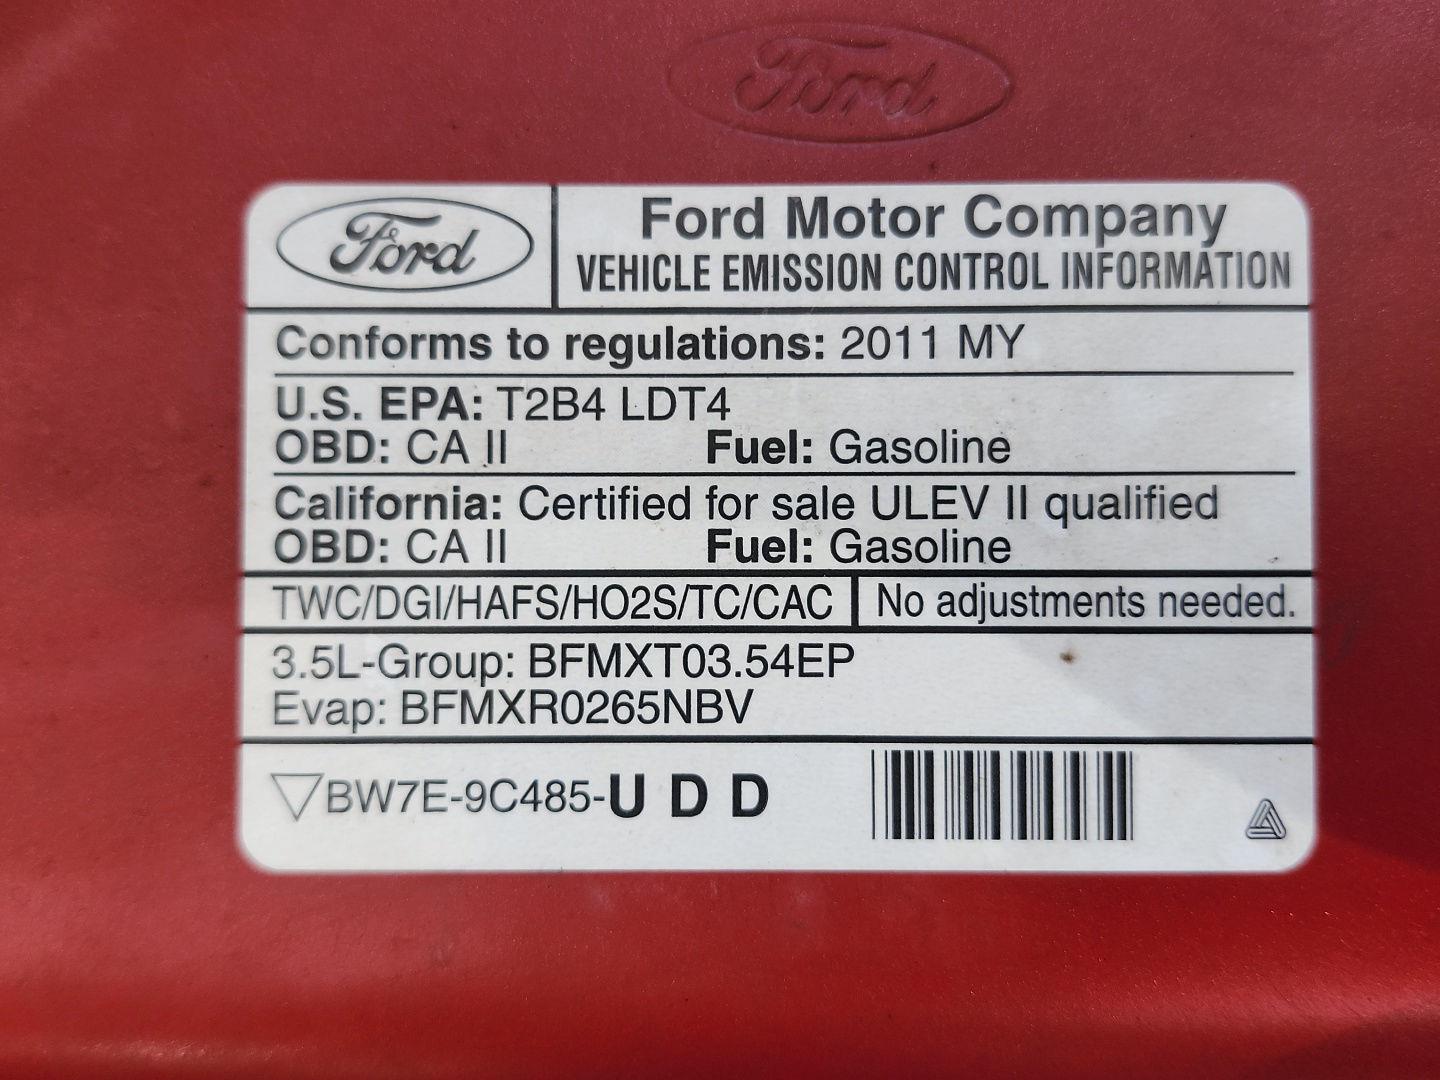 Ford
Ford
Ford Motor Company
VEHICLE EMISSION CONTROL INFORMATION
Conforms to regulations: 2011 MY
U.S. EPA: T2B4 LDT4
OBD: CA II Fuel: Gasoline
California: Certified for sale ULEV II qualified
OBD: CA II Fuel: Gasoline
TWC/DGI/HAFS/HO2S/TC/CAC No adjustments needed.
3.5L-Group: BFMXT03.54EP
Evap: BFMXR0265NBV
▽BW7E-9C485-U D D